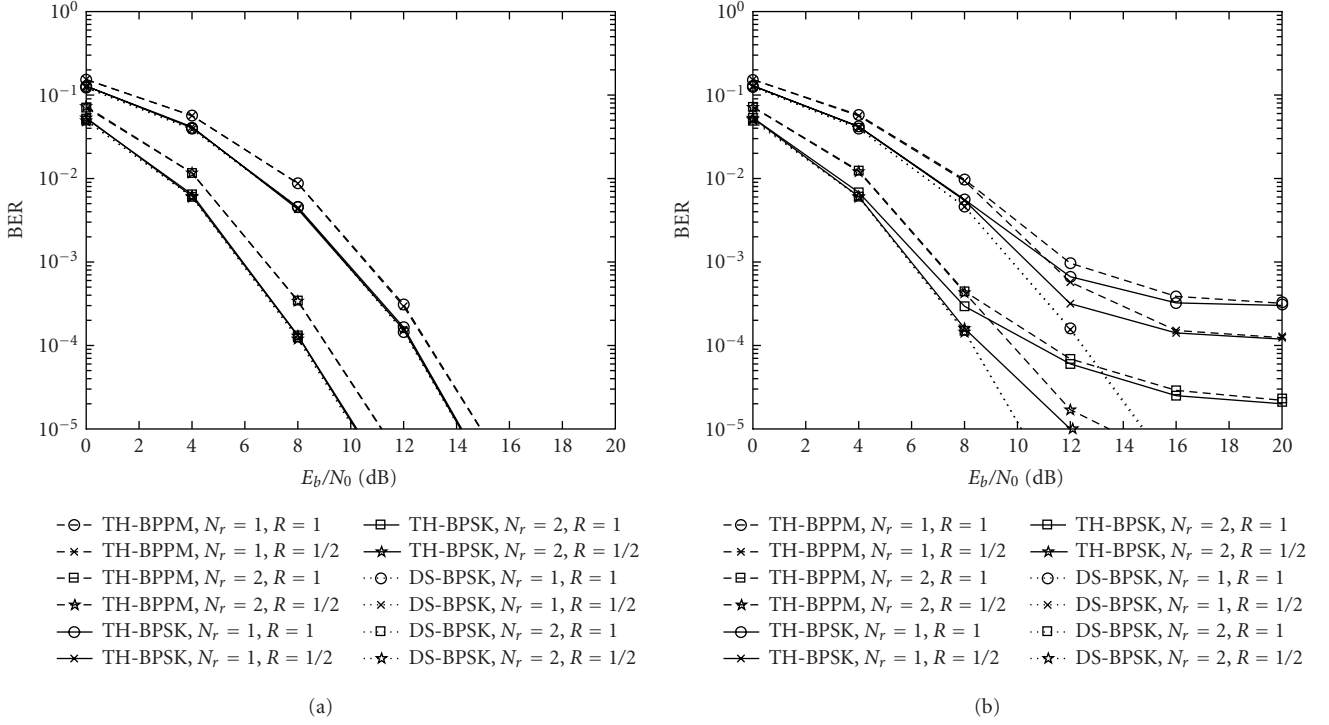 10^0
10^−1
10^−2
10^−3
10^−4
10^−5
BER
0 2 4 6 8 10 12 14 16 18 20
E_b/N_0 (dB)
TH-BPPM, N_r = 1, R = 1
TH-BPPM, N_r = 1, R = 1/2
TH-BPPM, N_r = 2, R = 1
TH-BPPM, N_r = 2, R = 1/2
TH-BPSK, N_r = 1, R = 1
TH-BPSK, N_r = 1, R = 1/2
TH-BPSK, N_r = 2, R = 1
TH-BPSK, N_r = 2, R = 1/2
DS-BPSK, N_r = 1, R = 1
DS-BPSK, N_r = 1, R = 1/2
DS-BPSK, N_r = 2, R = 1
DS-BPSK, N_r = 2, R = 1/2
(a)
10^0
10^−1
10^−2
10^−3
10^−4
10^−5
BER
0 2 4 6 8 10 12 14 16 18 20
E_b/N_0 (dB)
TH-BPPM, N_r = 1, R = 1
TH-BPPM, N_r = 1, R = 1/2
TH-BPPM, N_r = 2, R = 1
TH-BPPM, N_r = 2, R = 1/2
TH-BPSK, N_r = 1, R = 1
TH-BPSK, N_r = 1, R = 1/2
TH-BPSK, N_r = 2, R = 1
TH-BPSK, N_r = 2, R = 1/2
DS-BPSK, N_r = 1, R = 1
DS-BPSK, N_r = 1, R = 1/2
DS-BPSK, N_r = 2, R = 1
DS-BPSK, N_r = 2, R = 1/2
(b)